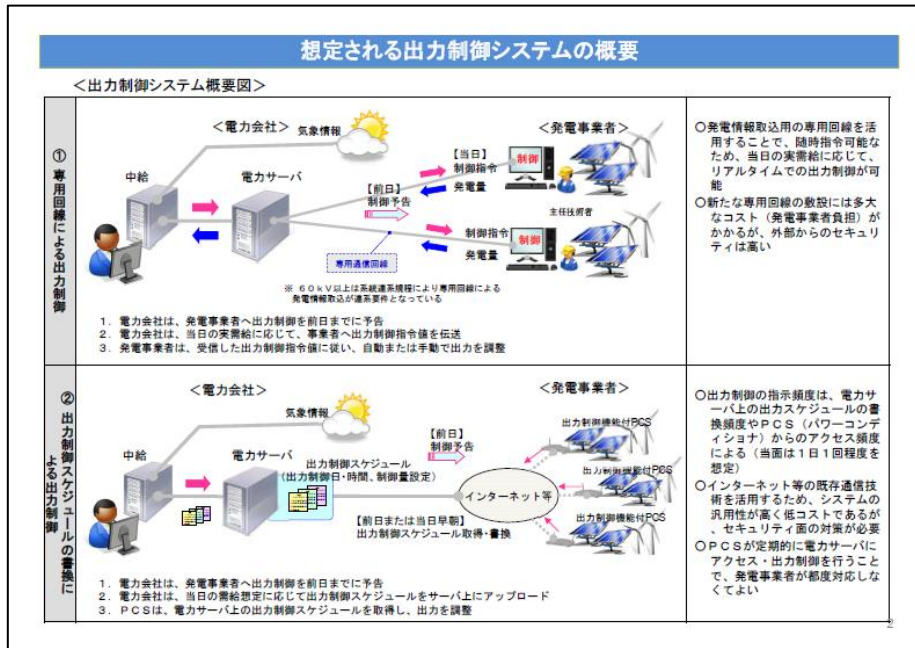 想定される出力制御システムの概要
＜出力制御システム概要図＞
① 専用回線による出力制御
＜電力会社＞
気象情報
中給
電力サーバ
【前日】
制御予告
専用通信回線
【当日】
制御指令
発電量
制御指令
発電量
＜発電事業者＞
制御
主任技術者
制御
※ 60kV以上は系統連系規程により専用回線による
発電情報取込が連系要件となっている
1．電力会社は、発電事業者へ出力制御を前日までに予告
2．電力会社は、当日の実需給に応じて、事業者へ出力制御指令値を伝送
3．発電事業者は、受信した出力制御指令値に従い、自動または手動で出力を調整
○発電情報取込用の専用回線を活
用することで、随時指令可能な
ため、当日の実需給に応じて、
リアルタイムでの出力制御が可
能
○新たな専用回線の敷設には多大
なコスト（発電事業者負担）が
かかるが、外部からのセキュリ
ティは高い
② 出力制御スケジュールの書換に
よる出力制御
＜電力会社＞
気象情報
中給
電力サーバ
出力制御スケジュール
（出力制御日・時間、制御量設定）
【前日】
制御予告
インターネット等
【前日または当日早朝】
出力制御スケジュール取得・書換
＜発電事業者＞
出力制御機能付PCS
出力制御機能付PCS
出力制御機能付PCS
1．電力会社は、発電事業者へ出力制御を前日までに予告
2．電力会社は、当日の需給想定に応じて出力制御スケジュールをサーバ上にアップロード
3．PCSは、電力サーバ上の出力制御スケジュールを取得し、出力を調整
○出力制御の指示頻度は、電力サ
ーバ上の出力スケジュールの書
換頻度やPCS（パワーコンデ
ィショナ）からのアクセス頻度
による（当面は1日1回程度を
想定）
○インターネット等の既存通信技
術を活用するため、システムの
汎用性が高く低コストであるが
、セキュリティ面の対策が必要
○PCSが定期的に電力サーバに
アクセス・出力制御を行うこと
で、発電事業者が都度対応しな
くてよい
2